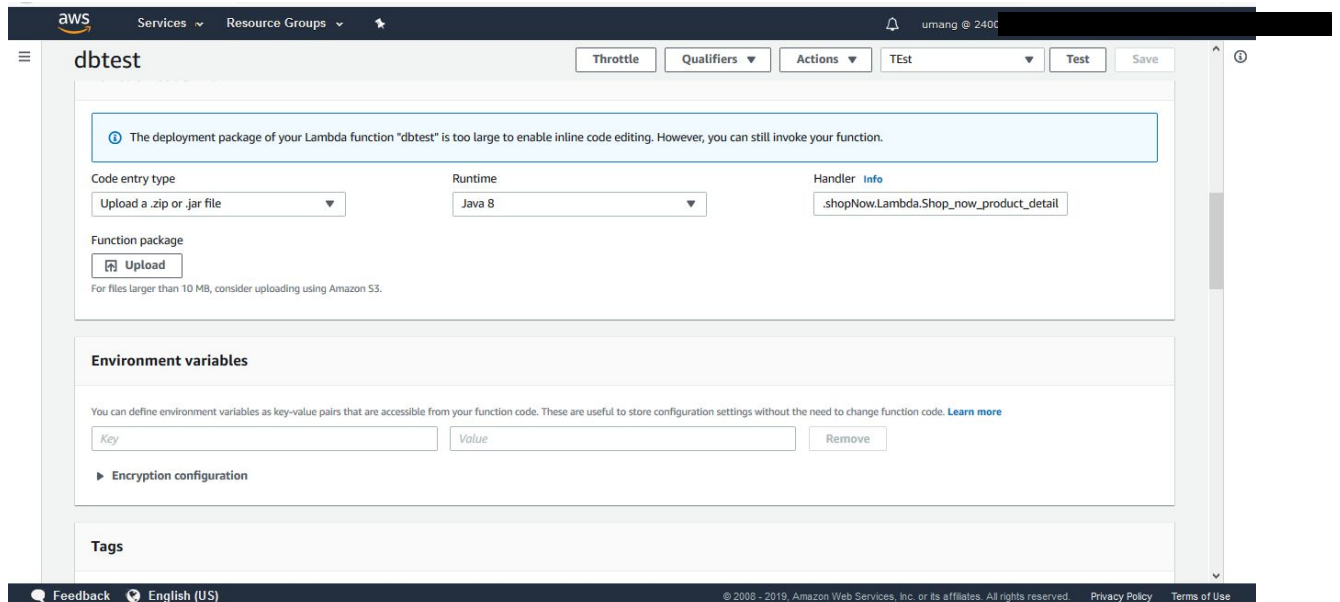 aws Services Resource Groups umang @ 2400
dbtest Throttle Qualifiers Actions TEst Test Save
The deployment package of your Lambda function "dbtest" is too large to enable inline code editing. However, you can still invoke your function.
Code entry type Runtime Handler Info
Upload a .zip or .jar file Java 8 .shopNow.Lambda.Shop_now_product_detail
Function package
Upload
For files larger than 10 MB, consider uploading using Amazon S3.
Environment variables
You can define environment variables as key-value pairs that are accessible from your function code. These are useful to store configuration settings without the need to change function code. Learn more
Key Value Remove
Encryption configuration
Tags
Feedback English (US) © 2008 - 2019, Amazon Web Services, Inc. or its affiliates. All rights reserved. Privacy Policy Terms of Use